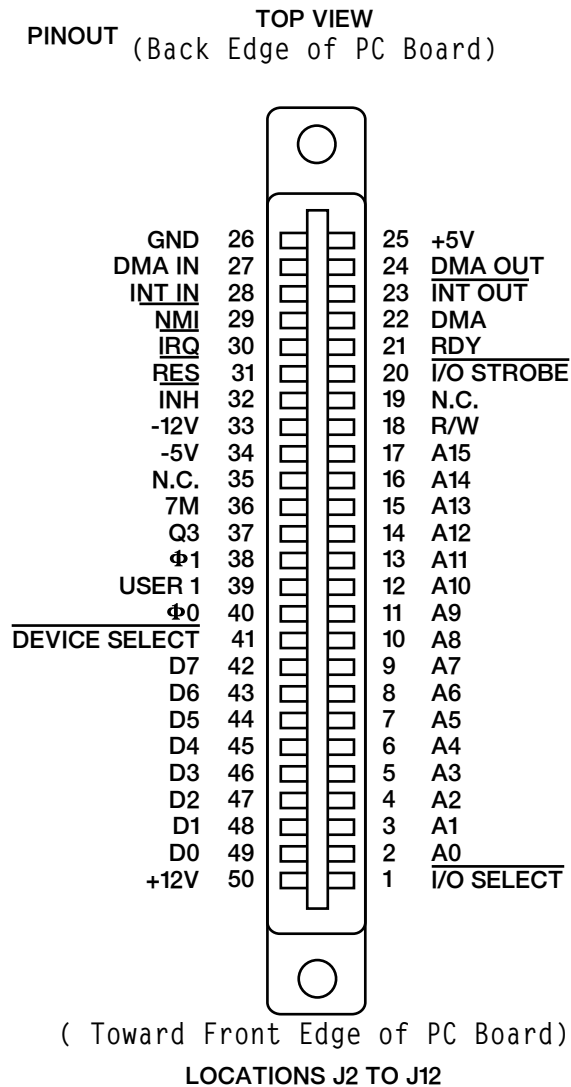 TOP VIEW
PINOUT (Back Edge of PC Board)
GND 26 25 +5V
DMA IN 27 24 DMA OUT
INT IN 28 23 INT OUT
NMI 29 22 DMA
IRQ 30 21 RDY
RES 31 20 I/O STROBE
INH 32 19 N.C.
-12V 33 18 R/W
-5V 34 17 A15
N.C. 35 16 A14
7M 36 15 A13
Q3 37 14 A12
Φ1 38 13 A11
USER 1 39 12 A10
Φ0 40 11 A9
DEVICE SELECT 41 10 A8
D7 42 9 A7
D6 43 8 A6
D5 44 7 A5
D4 45 6 A4
D3 46 5 A3
D2 47 4 A2
D1 48 3 A1
D0 49 2 A0
+12V 50 1 I/O SELECT
( Toward Front Edge of PC Board)
LOCATIONS J2 TO J12